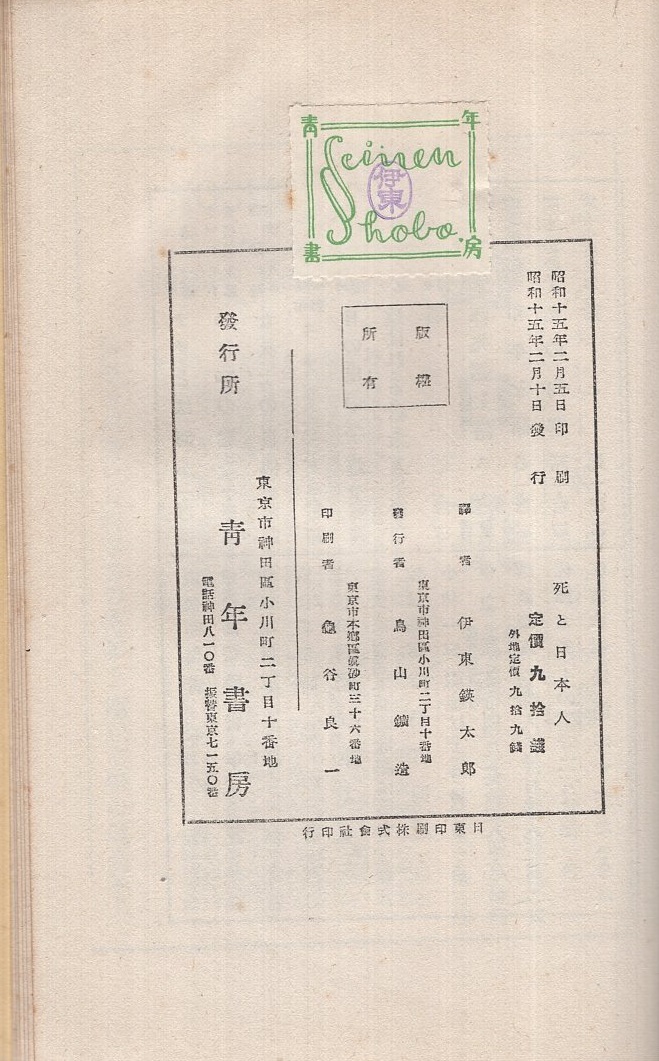 青年書房
Seinen
Shobo.
伊東
昭和十五年二月五日印刷
昭和十五年二月十日發行
死と日本人
定價九拾錢
外地定價九拾九錢
版權
所有
譯者 伊東鍈太郎
東京市神田區小川町二丁目十番地
發行者 鳥山鑛造
東京市本鄕區眞砂町三十六番地
印刷者 龜谷良一
東京市神田區小川町二丁目十番地
發行所 靑年書房
電話神田八一〇番 振替東京七一五〇番
日東印刷株式會社印行